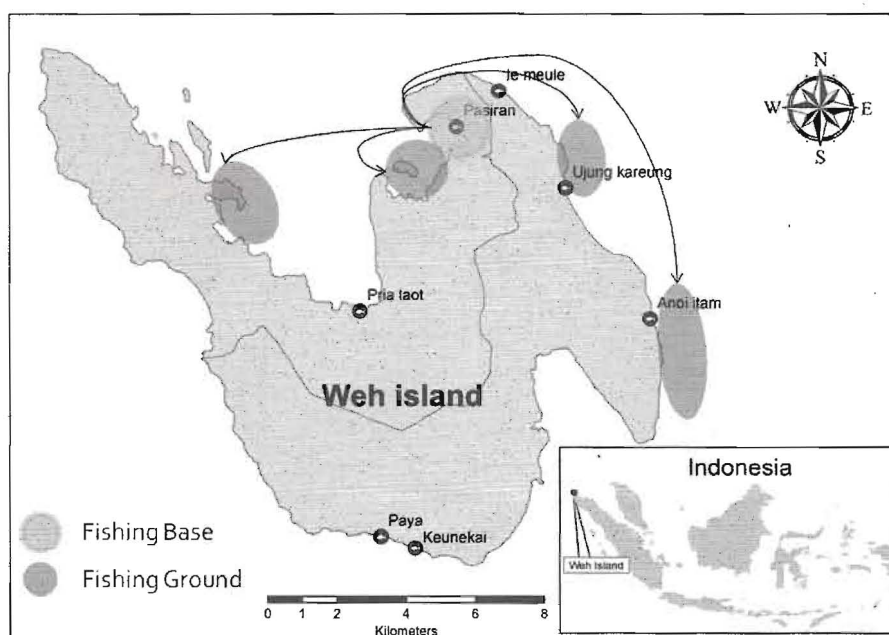 N
W E
S
Ie meule
Pasiran
Ujung kareung
Pria laot
Anoi itam
Weh island
Indonesia
Weh Island
Paya
Keunekai
Fishing Base
Fishing Ground
0 1 2 4 6 8
Kilometers